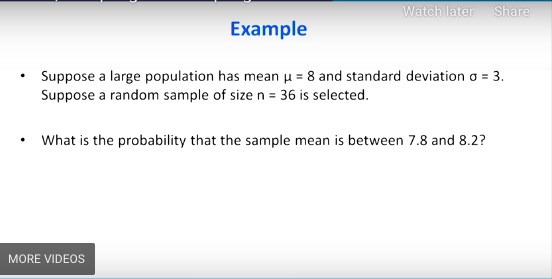 Watch later Share
Example
• Suppose a large population has mean μ = 8 and standard deviation σ = 3.
Suppose a random sample of size n = 36 is selected.
• What is the probability that the sample mean is between 7.8 and 8.2?
MORE VIDEOS